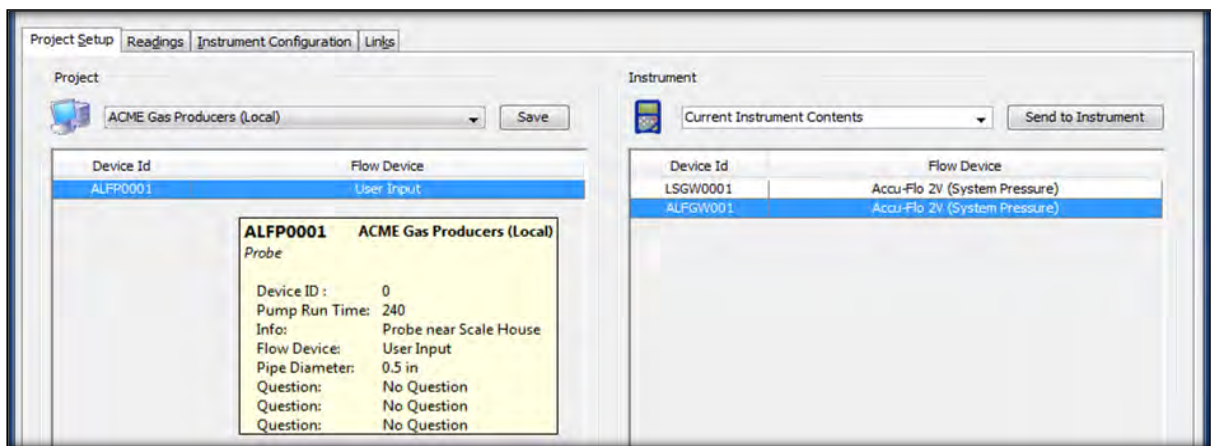 Project Setup Readings Instrument Configuration Links
Project
ACME Gas Producers (Local) Save
Device Id Flow Device
ALFP0001 User Input
ALFP0001 ACME Gas Producers (Local)
Probe
Device ID : 0
Pump Run Time: 240
Info: Probe near Scale House
Flow Device: User Input
Pipe Diameter: 0.5 in
Question: No Question
Question: No Question
Question: No Question
Instrument
Current Instrument Contents Send to Instrument
Device Id Flow Device
LSGW0001 Accu-Flo 2V (System Pressure)
ALFGW001 Accu-Flo 2V (System Pressure)